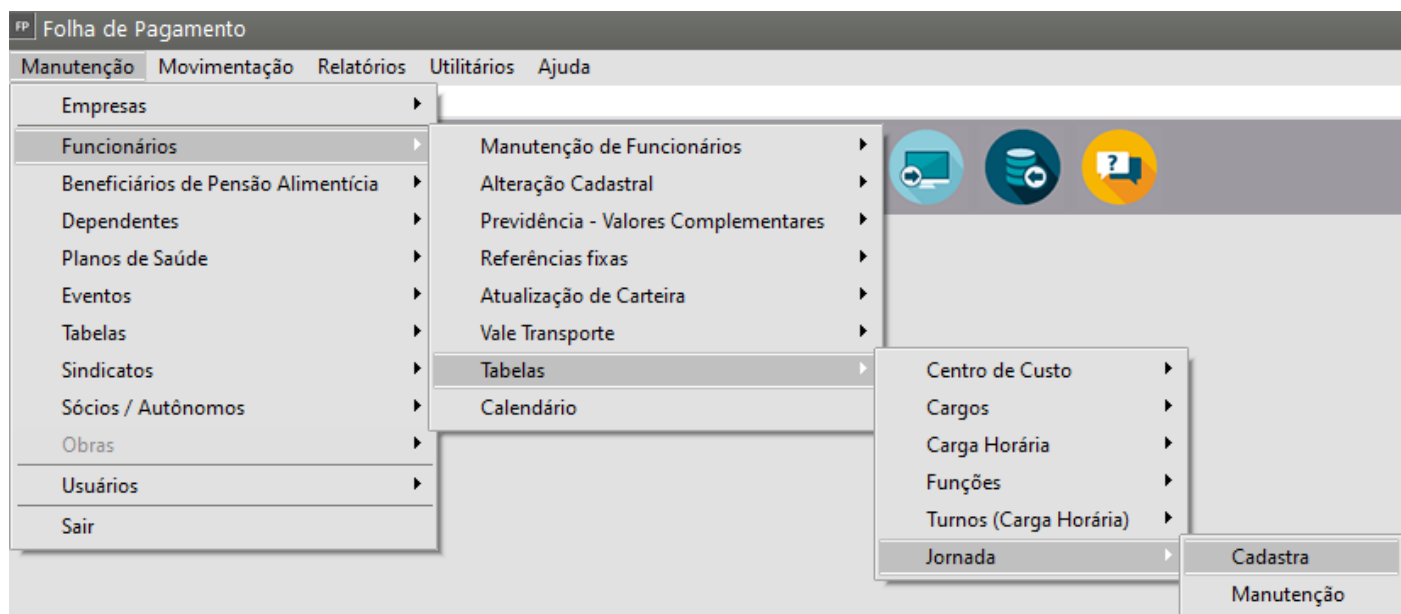 FP Folha de Pagamento
Manutenção Movimentação Relatórios Utilitários Ajuda
Empresas
Funcionários
Beneficiários de Pensão Alimentícia
Dependentes
Planos de Saúde
Eventos
Tabelas
Sindicatos
Sócios / Autônomos
Obras
Usuários
Sair
Manutenção de Funcionários
Alteração Cadastral
Previdência - Valores Complementares
Referências fixas
Atualização de Carteira
Vale Transporte
Tabelas
Calendário
?
Centro de Custo
Cargos
Carga Horária
Funções
Turnos (Carga Horária)
Jornada
Cadastra
Manutenção